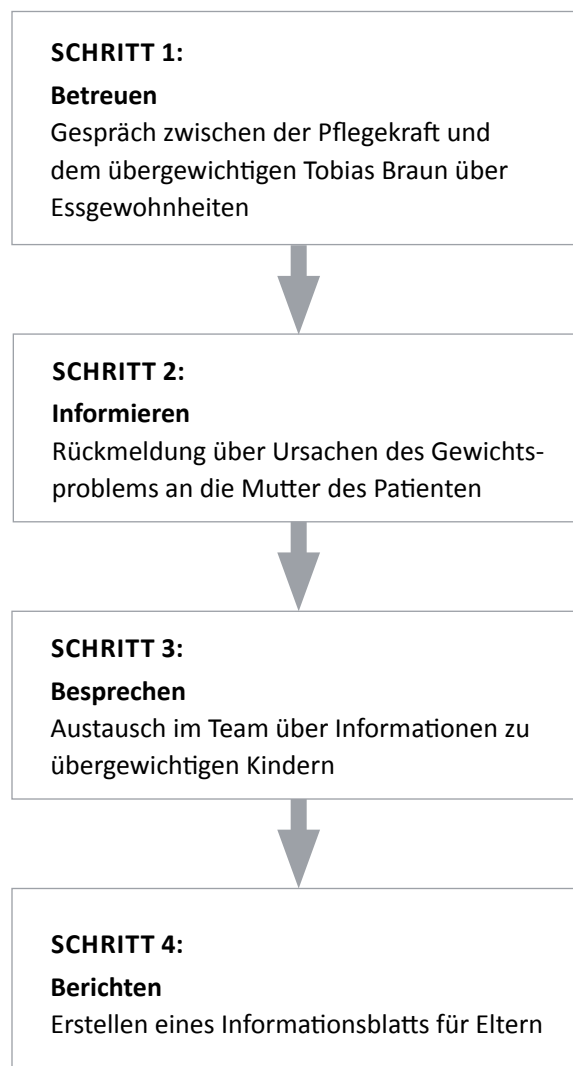 SCHRITT 1:
Betreuen
Gespräch zwischen der Pflegekraft und
dem übergewichtigen Tobias Braun über
Essgewohnheiten
SCHRITT 2:
Informieren
Rückmeldung über Ursachen des Gewichts-
problems an die Mutter des Patienten
SCHRITT 3:
Besprechen
Austausch im Team über Informationen zu
übergewichtigen Kindern
SCHRITT 4:
Berichten
Erstellen eines Informationsblatts für Eltern